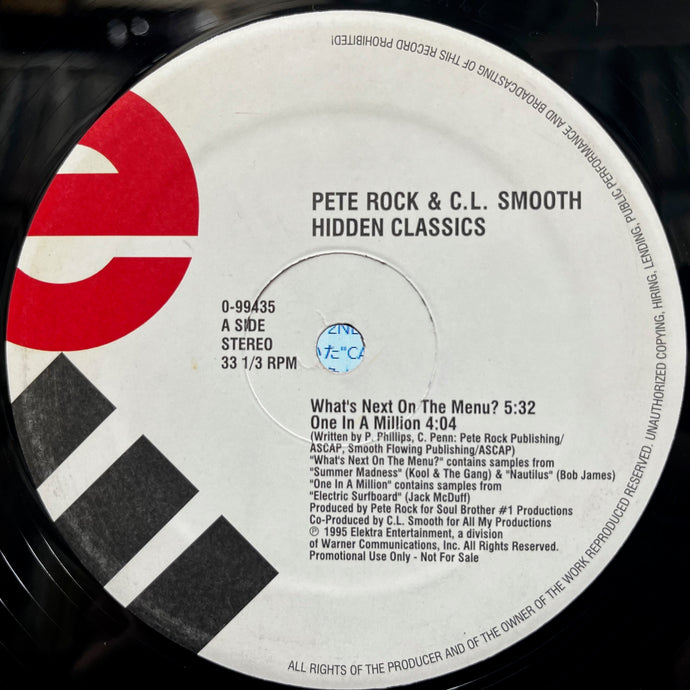 PETE ROCK & C.L. SMOOTH
HIDDEN CLASSICS
0-99435
A SIDE
STEREO
33 1/3 RPM
What's Next On The Menu? 5:32
One In A Million 4:04
(Written by P. Phillips, C. Penn: Pete Rock Publishing/
ASCAP, Smooth Flowing Publishing/ASCAP)
"What's Next On The Menu?" contains samples from
"Summer Madness" (Kool & The Gang) & "Nautilus" (Bob James)
"One In A Million" contains samples from
"Electric Surfboard" (Jack McDuff)
Produced by Pete Rock for Soul Brother #1 Productions
Co-Produced by C.L. Smooth for All My Productions
℗ 1995 Elektra Entertainment, a division
of Warner Communications, Inc. All Rights Reserved.
Promotional Use Only - Not For Sale
ALL RIGHTS OF THE PRODUCER AND OF THE OWNER OF THE WORK REPRODUCED RESERVED. UNAUTHORIZED COPYING, HIRING, LENDING, PUBLIC PERFORMANCE AND BROADCASTING OF THIS RECORD PROHIBITED!
e
た"CA